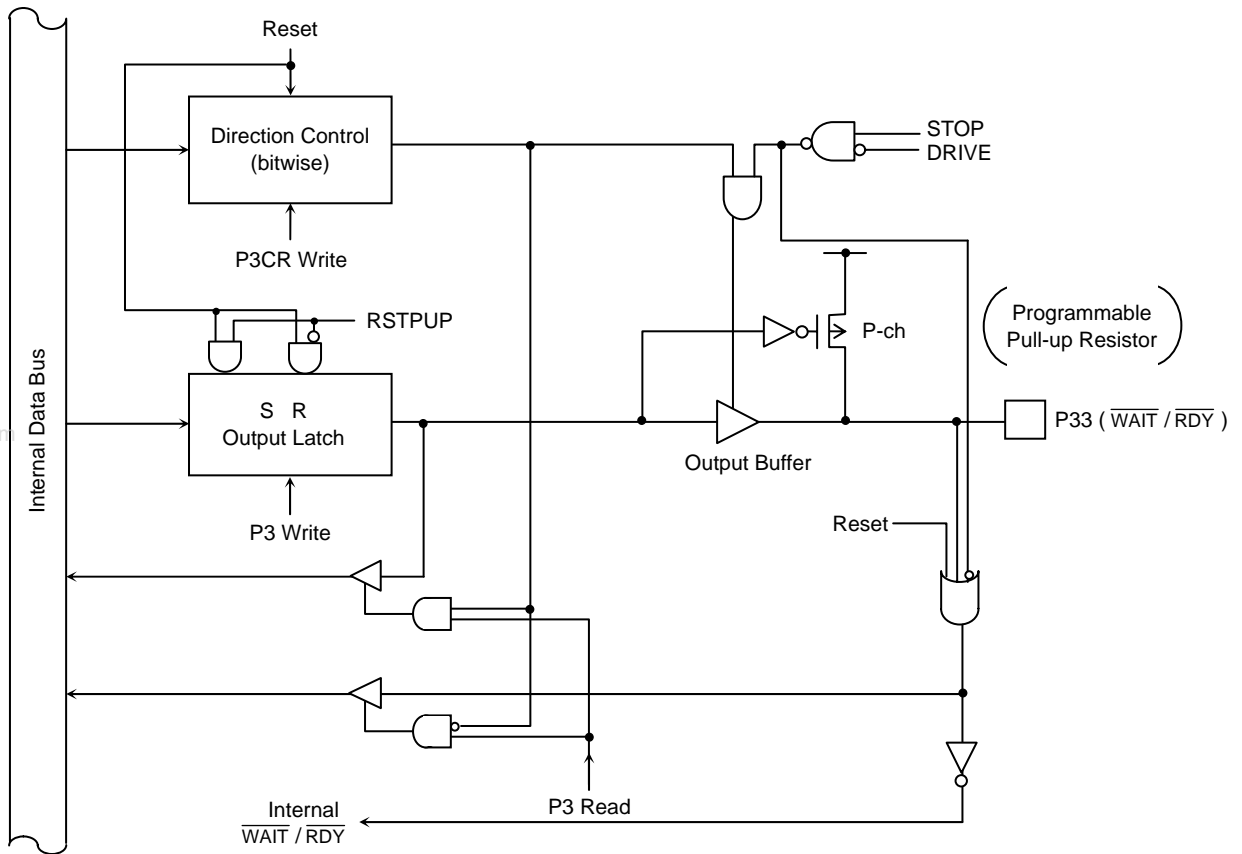 Reset
Direction Control
(bitwise)
STOP
DRIVE
P3CR Write
RSTPUP
P-ch
Programmable
Pull-up Resistor
Internal Data Bus
S R
Output Latch
P33 ( WAIT / RDY )
Output Buffer
m
P3 Write
Reset
P3 Read
Internal
WAIT / RDY